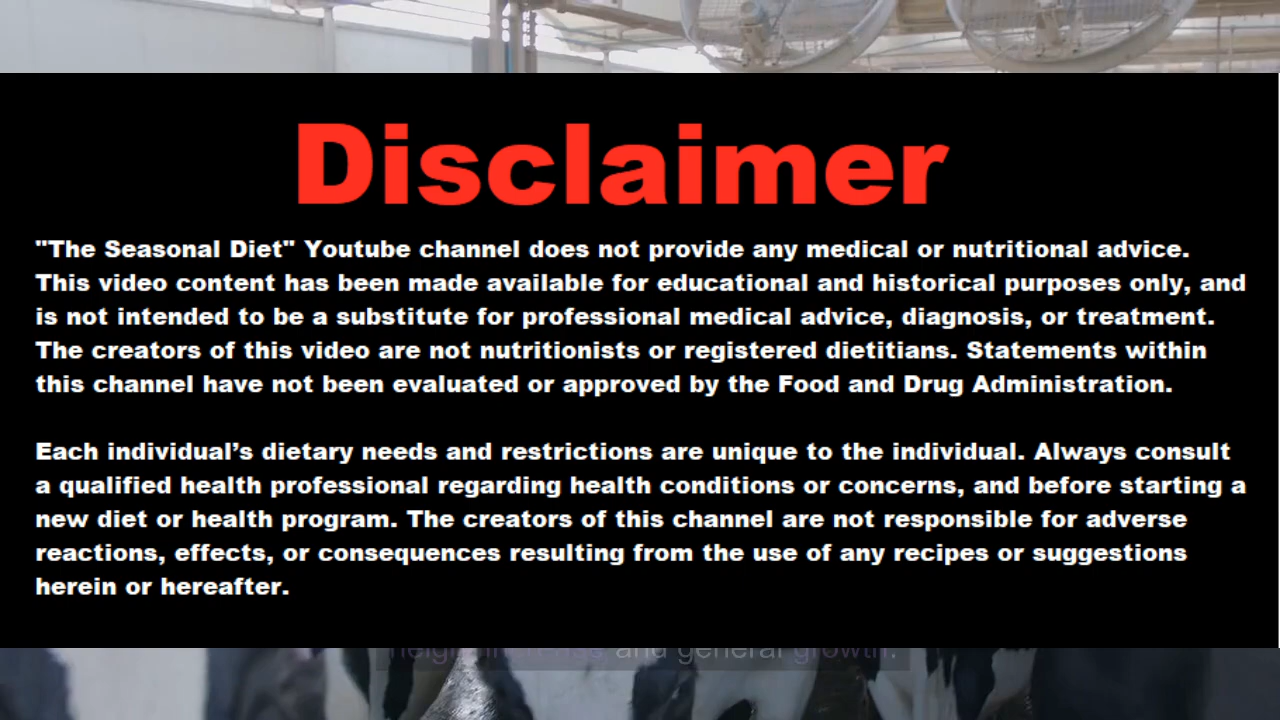 Disclaimer
"The Seasonal Diet" Youtube channel does not provide any medical or nutritional advice.
This video content has been made available for educational and historical purposes only, and
is not intended to be a substitute for professional medical advice, diagnosis, or treatment.
The creators of this video are not nutritionists or registered dietitians. Statements within
this channel have not been evaluated or approved by the Food and Drug Administration.
Each individual’s dietary needs and restrictions are unique to the individual. Always consult
a qualified health professional regarding health conditions or concerns, and before starting a
new diet or health program. The creators of this channel are not responsible for adverse
reactions, effects, or consequences resulting from the use of any recipes or suggestions
herein or hereafter.
and general growth.